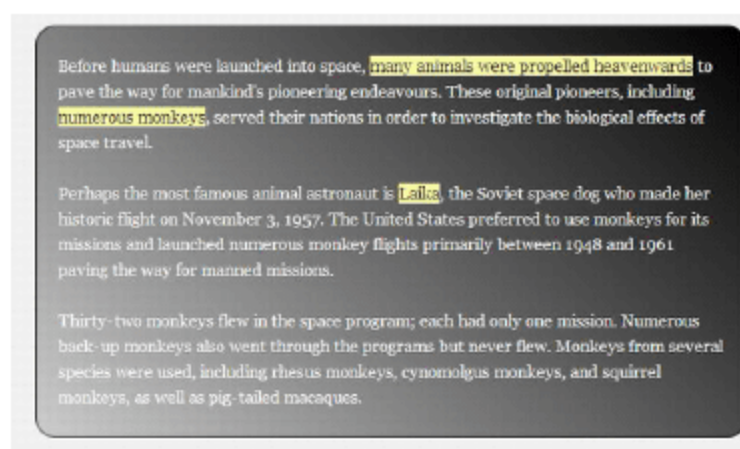 Before humans were launched into space, many animals were propelled heavenwards to
pave the way for mankind's pioneering endeavours. These original pioneers, including
numerous monkeys, served their nations in order to investigate the biological effects of
space travel.
Perhaps the most famous animal astronaut is Laika, the Soviet space dog who made her
historic flight on November 3, 1957. The United States preferred to use monkeys for its
missions and launched numerous monkey flights primarily between 1948 and 1961
paving the way for manned missions.
Thirty-two monkeys flew in the space program; each had only one mission. Numerous
back-up monkeys also went through the programs but never flew. Monkeys from several
species were used, including rhesus monkeys, cynomolgus monkeys, and squirrel
monkeys, as well as pig-tailed macaques.